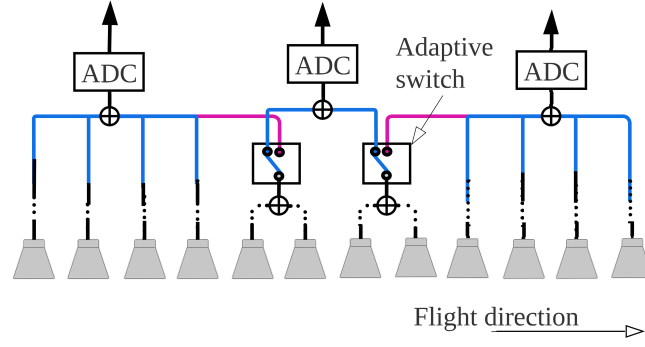 ADC
ADC
ADC
Adaptive
switch
Flight direction